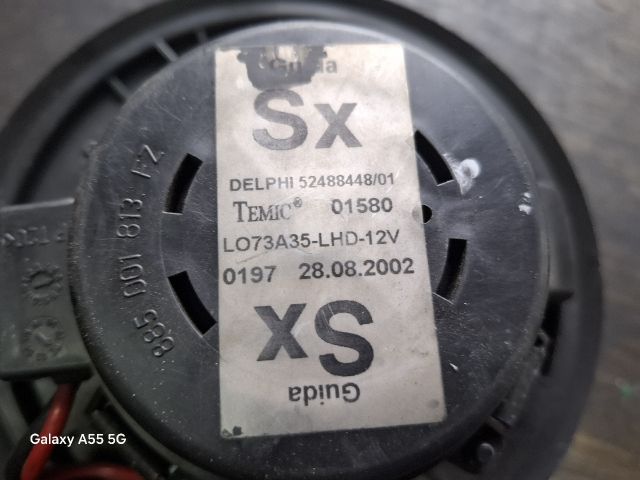 Guida
Sx
DELPHI 52488448/01
TEMIC® 01580
LO73A35-LHD-12V
0197 28.08.2002
Sx
Guida
885 001 813 FZ
Galaxy A55 5G